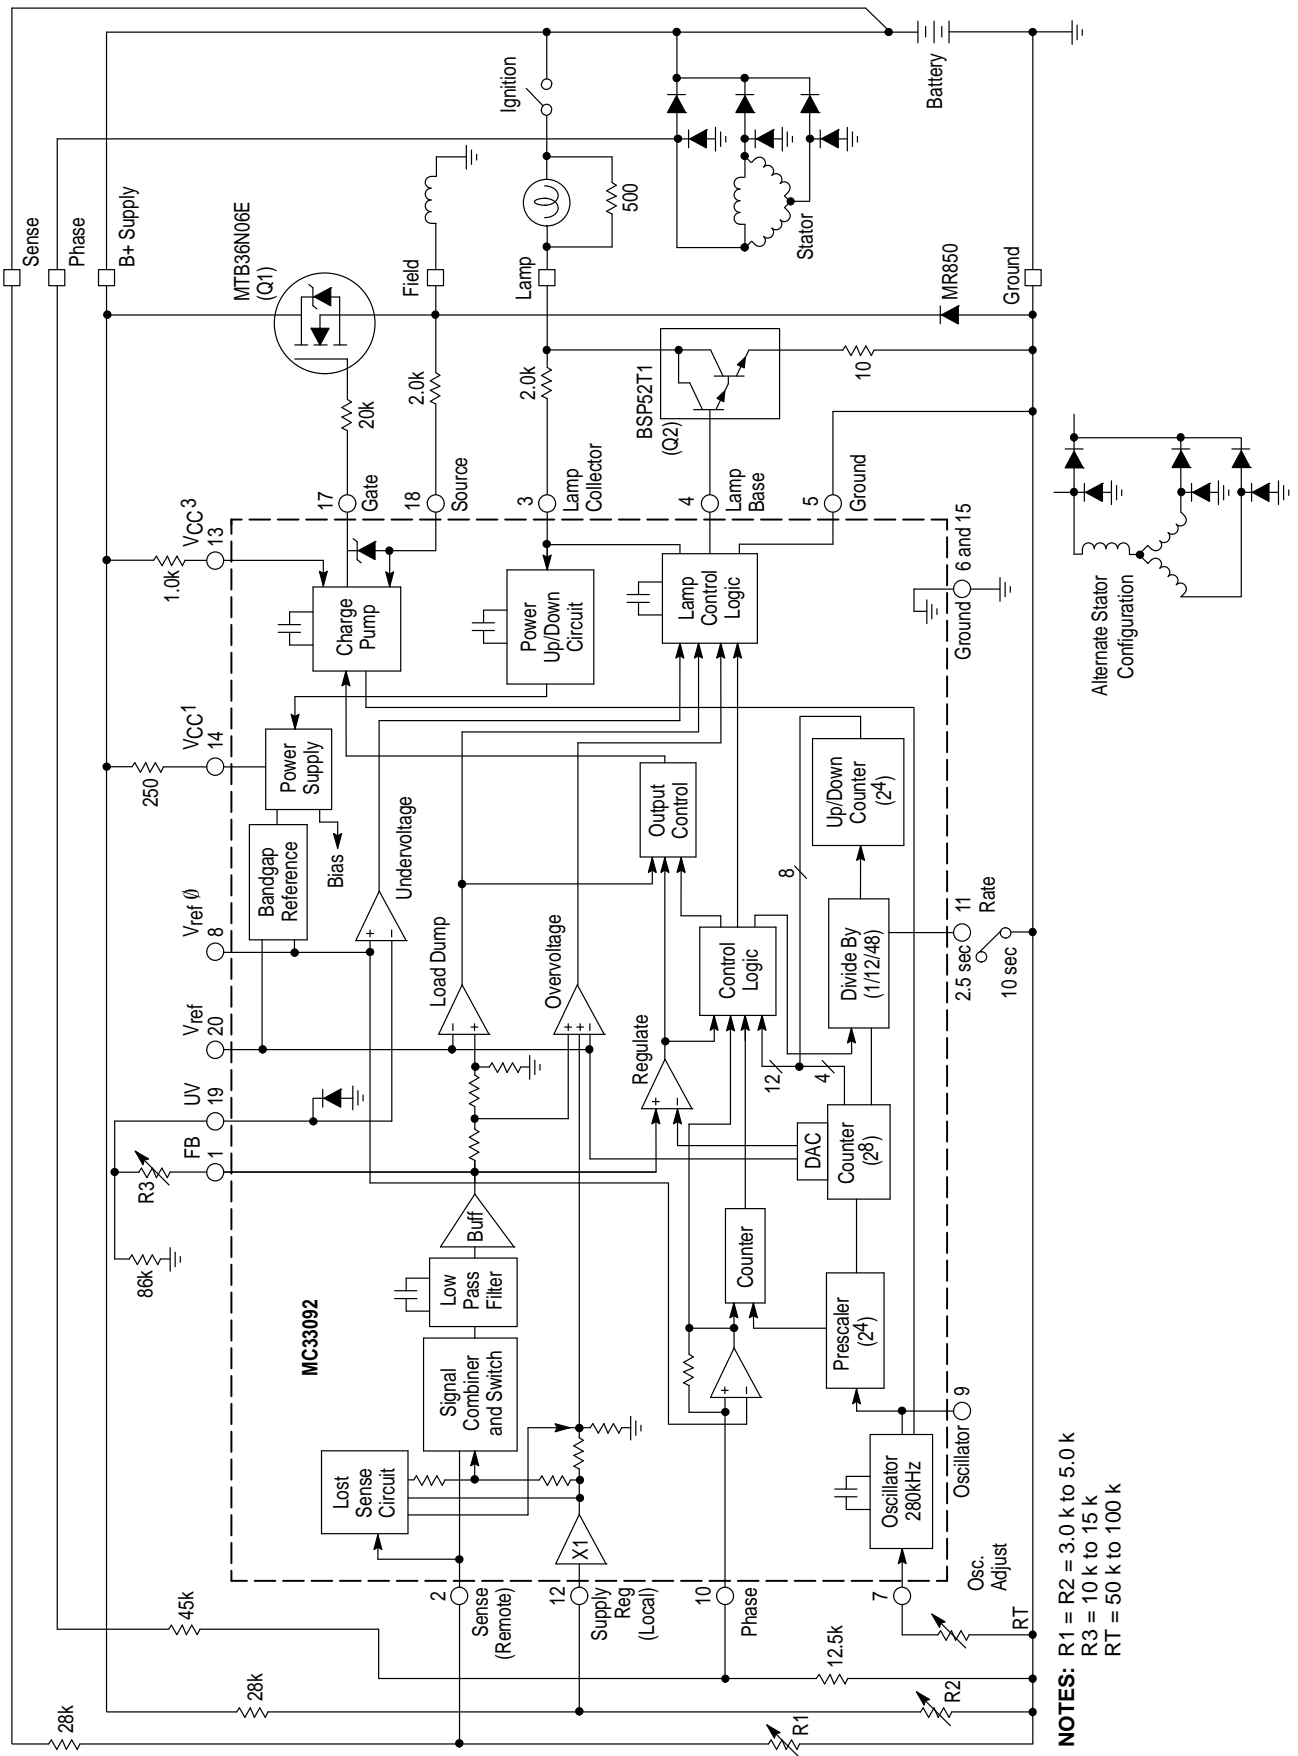 Sense
Phase
B+ Supply
28k
28k
45k
86k
R3
FB
1
UV
19
Vref
20
Vref Ø
8
250
VCC1
14
1.0k
VCC3
13
MTB36N06E
(Q1)
20k
17
Gate
2.0k
18
Source
Field
Ignition
500
Lamp
2.0k
3
Lamp
Collector
BSP52T1
(Q2)
4
Lamp
Base
10
5
Ground
Stator
MR850
Ground
Battery
MC33092
Lost
Sense
Circuit
Signal
Combiner
and Switch
Low
Pass
Filter
Buff
Bandgap
Reference
Power
Supply
Bias
Charge
Pump
Undervoltage
Load Dump
Overvoltage
Power
Up/Down
Circuit
Lamp
Control
Logic
Output
Control
Regulate
Control
Logic
12
4
8
Up/Down
Counter
(24)
Divide By
(1/12/48)
DAC
Counter
(28)
Counter
Prescaler
(24)
Oscillator
280kHz
X1
2
Sense
(Remote)
12
Supply
Reg
(Local)
10
Phase
7
Osc.
Adjust
R1
R2
12.5k
RT
Oscillator
9
11
Rate
2.5 sec
10 sec
Ground
6 and 15
Alternate Stator
Configuration
NOTES: R1 = R2 = 3.0 k to 5.0 k
R3 = 10 k to 15 k
RT = 50 k to 100 k